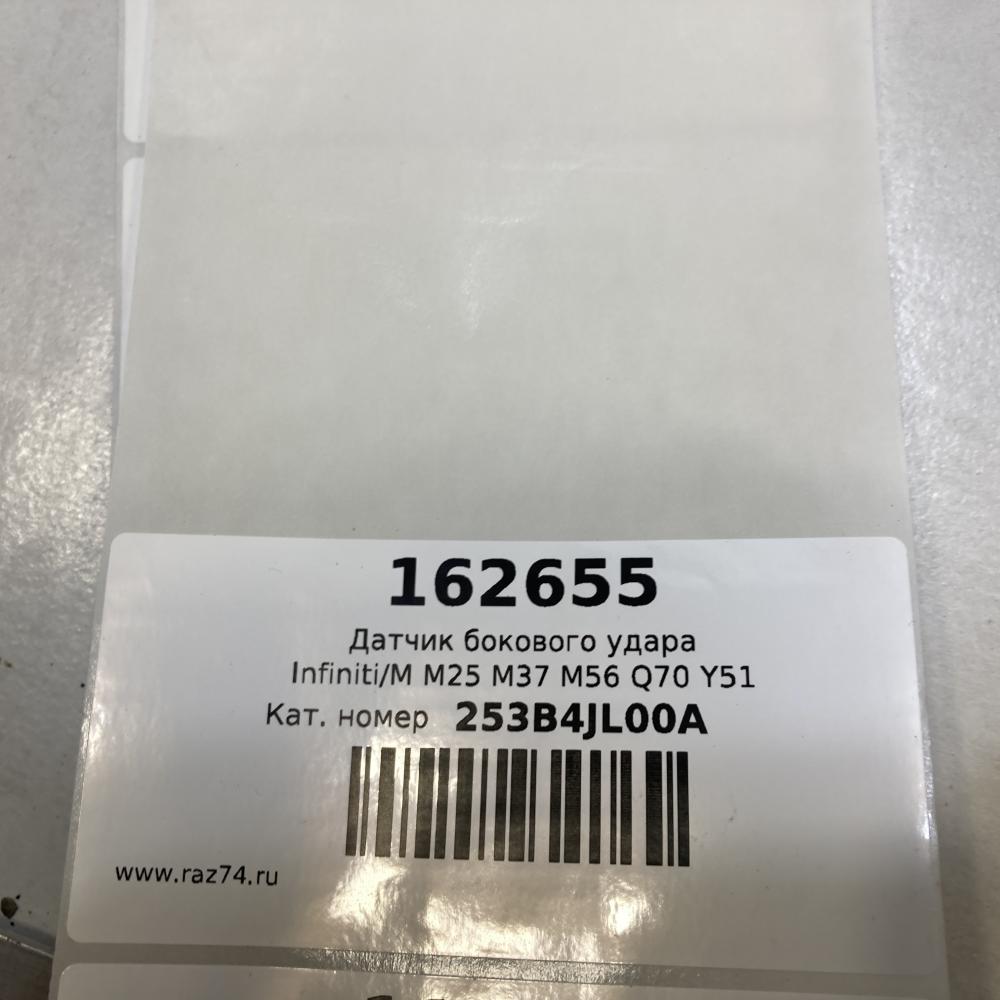 162655
Датчик бокового удара
Infiniti/M M25 M37 M56 Q70 Y51
Кат. номер 253B4JL00A
www.raz74.ru